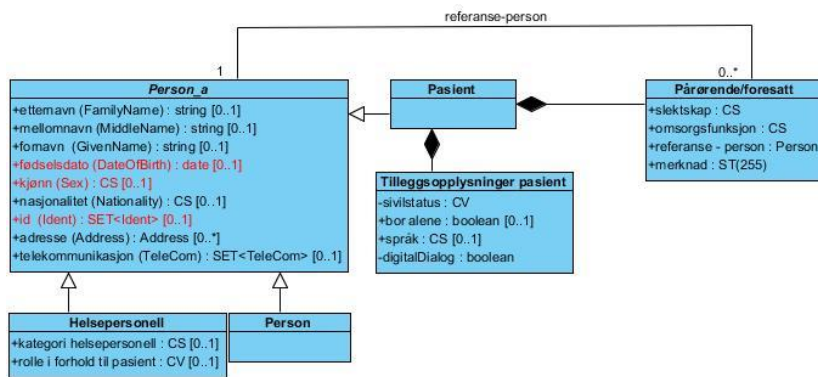 referanse-person
1
0..*
Person_a
+etternavn (FamilyName) : string [0..1]
+mellomnavn (MiddleName) : string [0..1]
+fornavn (GivenName) : string [0..1]
+fødselsdato (DateOfBirth) : date [0..1]
+kjønn (Sex) : CS [0..1]
+nasjonalitet (Nationality) : CS [0..1]
+id (Ident) : SET<Ident> [0..1]
+adresse (Address) : Address [0..*]
+telekommunikasjon (TeleCom) : SET<TeleCom> [0..1]
Pasient
Pårørende/foresatt
+slektskap : CS
+omsorgsfunksjon : CS
+referanse - person : Person
+merknad : ST(255)
Tilleggsopplysninger pasient
-sivilstatus : CV
+bor alene : boolean [0..1]
+språk : CS [0..1]
-digitalDialog : boolean
Helsepersonell
+kategori helsepersonell : CS [0..1]
+rolle i forhold til pasient : CV [0..1]
Person